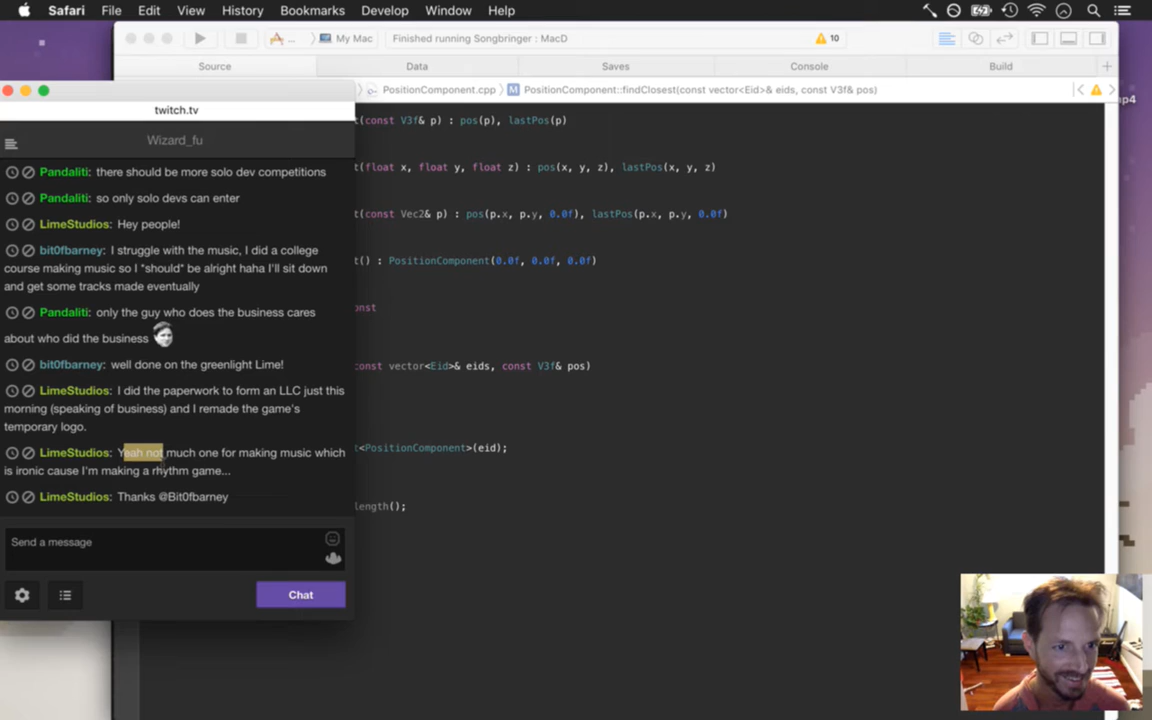 Safari File Edit View History Bookmarks Develop Window Help
My Mac
Finished running Songbringer : MacD
10
Source Data Saves Console Build
PositionComponent.cpp M PositionComponent::findClosest(const vector<Eid>& eids, const V3f& pos)
mp4
twitch.tv
Wizard_fu
Pandaliti: there should be more solo dev competitions
Pandaliti: so only solo devs can enter
LimeStudios: Hey people!
bit0fbarney: I struggle with the music, I did a college
course making music so I *should* be alright haha I'll sit down
and get some tracks made eventually
Pandaliti: only the guy who does the business cares
about who did the business
bit0fbarney: well done on the greenlight Lime!
LimeStudios: I did the paperwork to form an LLC just this
morning (speaking of business) and I remade the game's
temporary logo.
LimeStudios: Yeah not much one for making music which
is ironic cause I'm making a rhythm game...
LimeStudios: Thanks @Bit0fbarney
Send a message
Chat
t(const V3f& p) : pos(p), lastPos(p)
t(float x, float y, float z) : pos(x, y, z), lastPos(x, y, z)
t(const Vec2& p) : pos(p.x, p.y, 0.0f), lastPos(p.x, p.y, 0.0f)
t() : PositionComponent(0.0f, 0.0f, 0.0f)
const
const vector<Eid>& eids, const V3f& pos)
t<PositionComponent>(eid);
length();